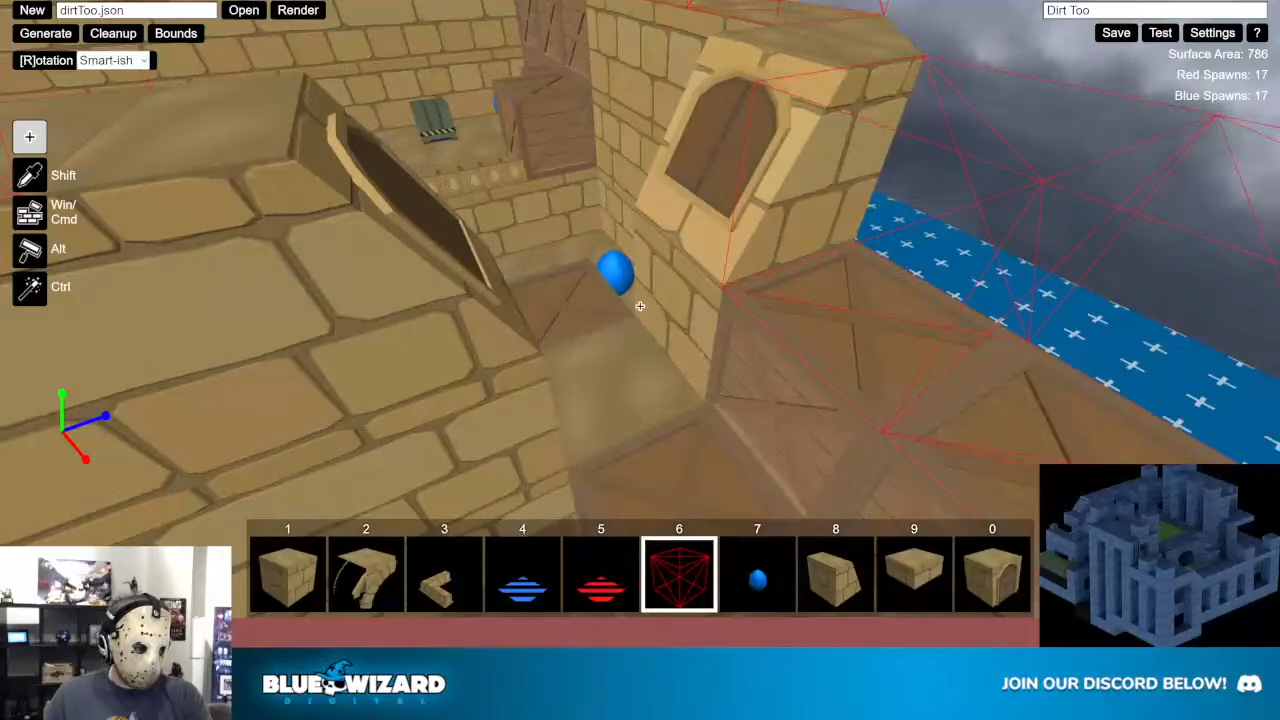 New dirtToo.json Open Render
Generate Cleanup Bounds
[R]otation Smart-ish
+
Shift
Win/
Cmd
Alt
Ctrl
Dirt Too
Save Test Settings ?
Surface Area: 786
Red Spawns: 17
Blue Spawns: 17
1 2 3 4 5 6 7 8 9 0
BLUE WIZARD
DIGITAL
JOIN OUR DISCORD BELOW!